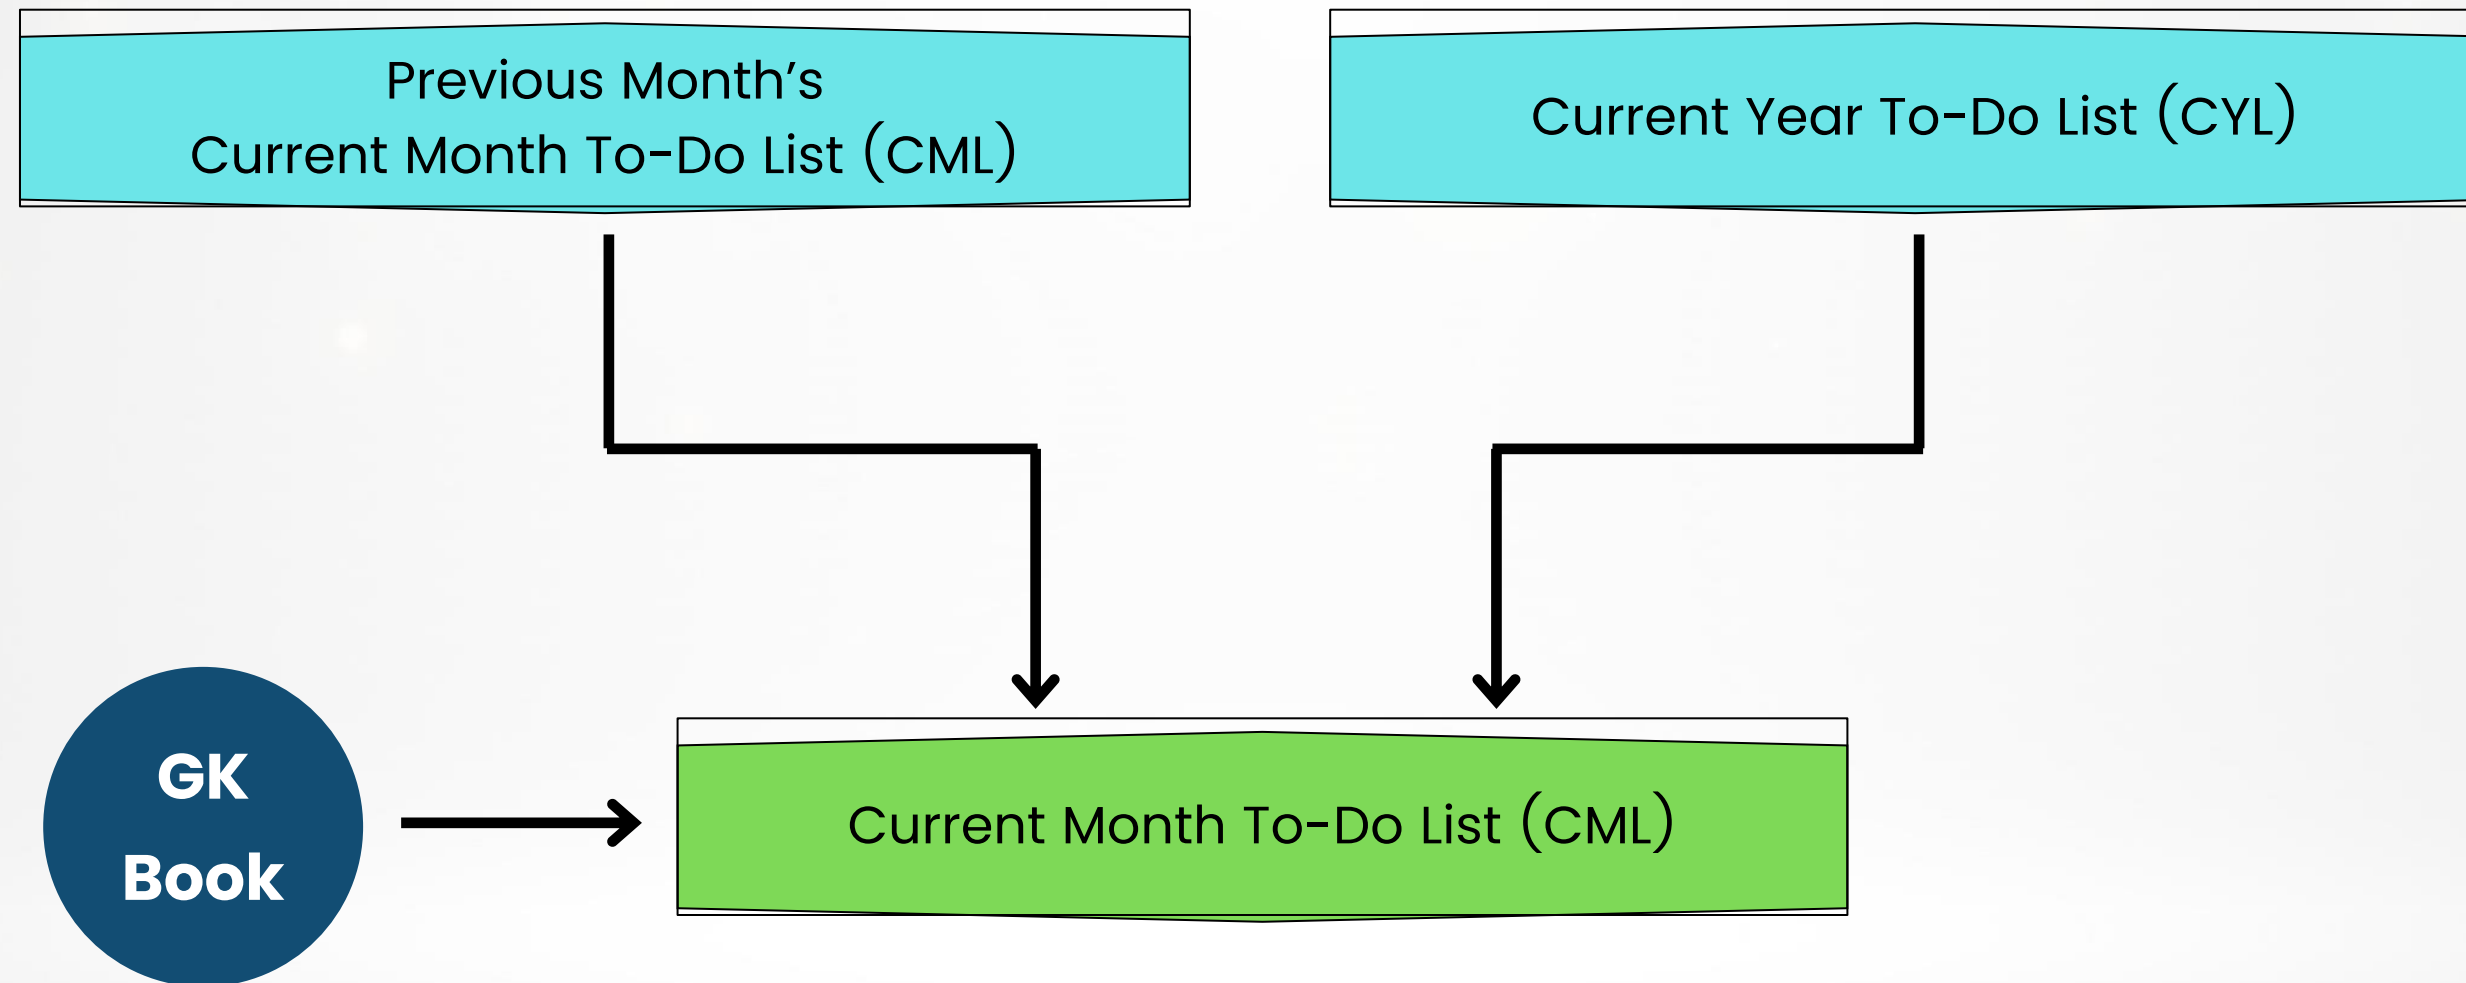 Previous Month’s
Current Month To-Do List (CML)
Current Year To-Do List (CYL)
GK
Book
Current Month To-Do List (CML)